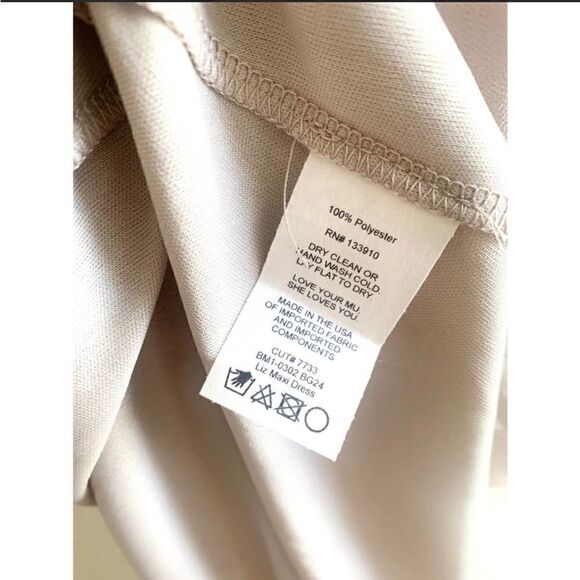 100% Polyester
RN# 133910
DRY CLEAN OR
HAND WASH COLD.
LAY FLAT TO DRY.
LOVE YOUR MU.
SHE LOVES YOU.
MADE IN THE USA
OF IMPORTED FABRIC
AND IMPORTED
COMPONENTS
CUT# 7733
BM1-0302 BG24
Liz Maxi Dress